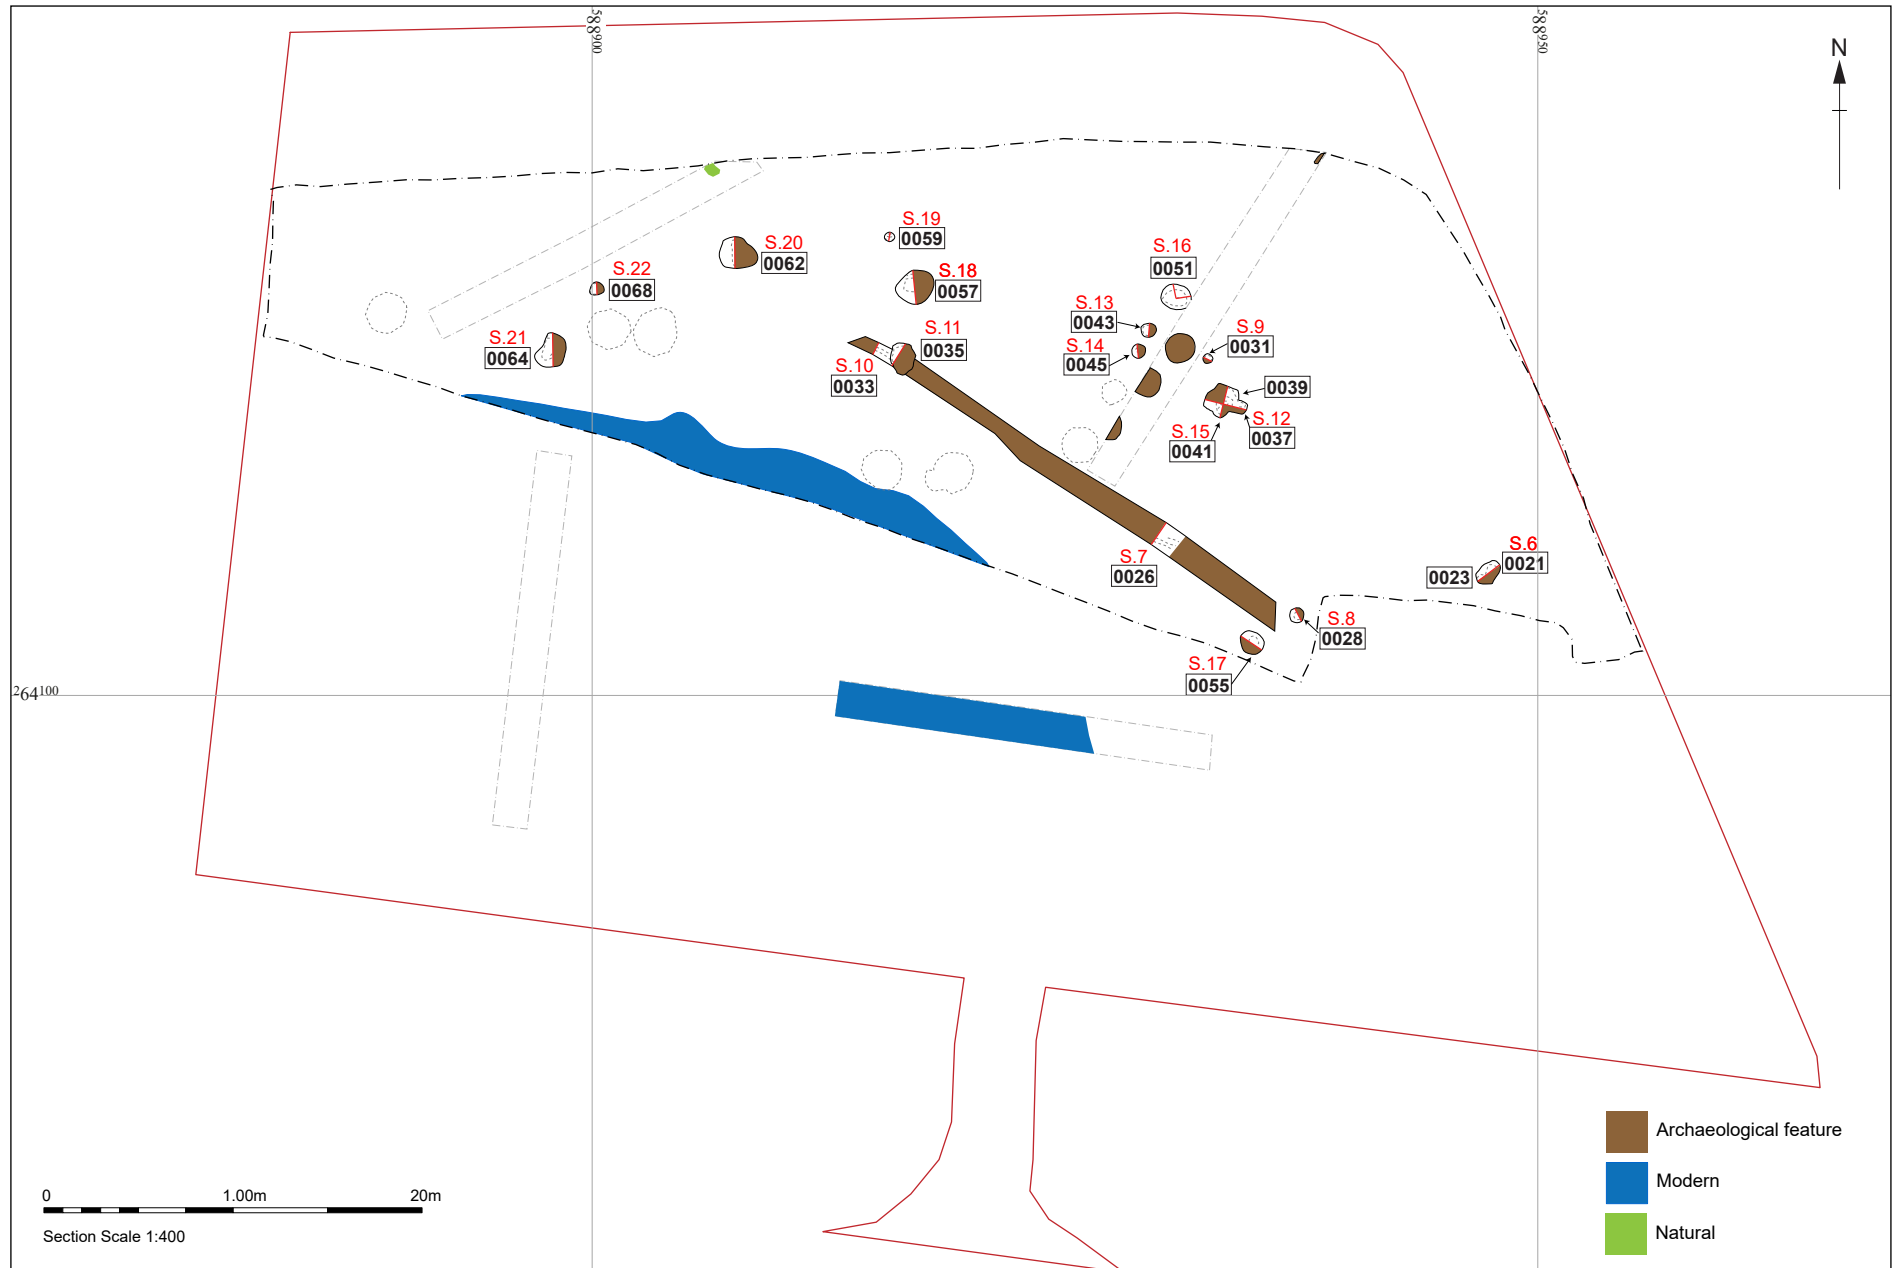 588900
588950
N
S.19
0059
S.20
0062
S.16
0051
S.22
0068
S.18
0057
S.13
0043
S.9
0031
S.21
0064
S.11
0035
S.14
0045
S.10
0033
0039
S.12
0037
S.15
0041
S.7
0026
S.6
0021
0023
S.8
0028
S.17
0055
264100
Archaeological feature
Modern
Natural
0 1.00m 20m
Section Scale 1:400